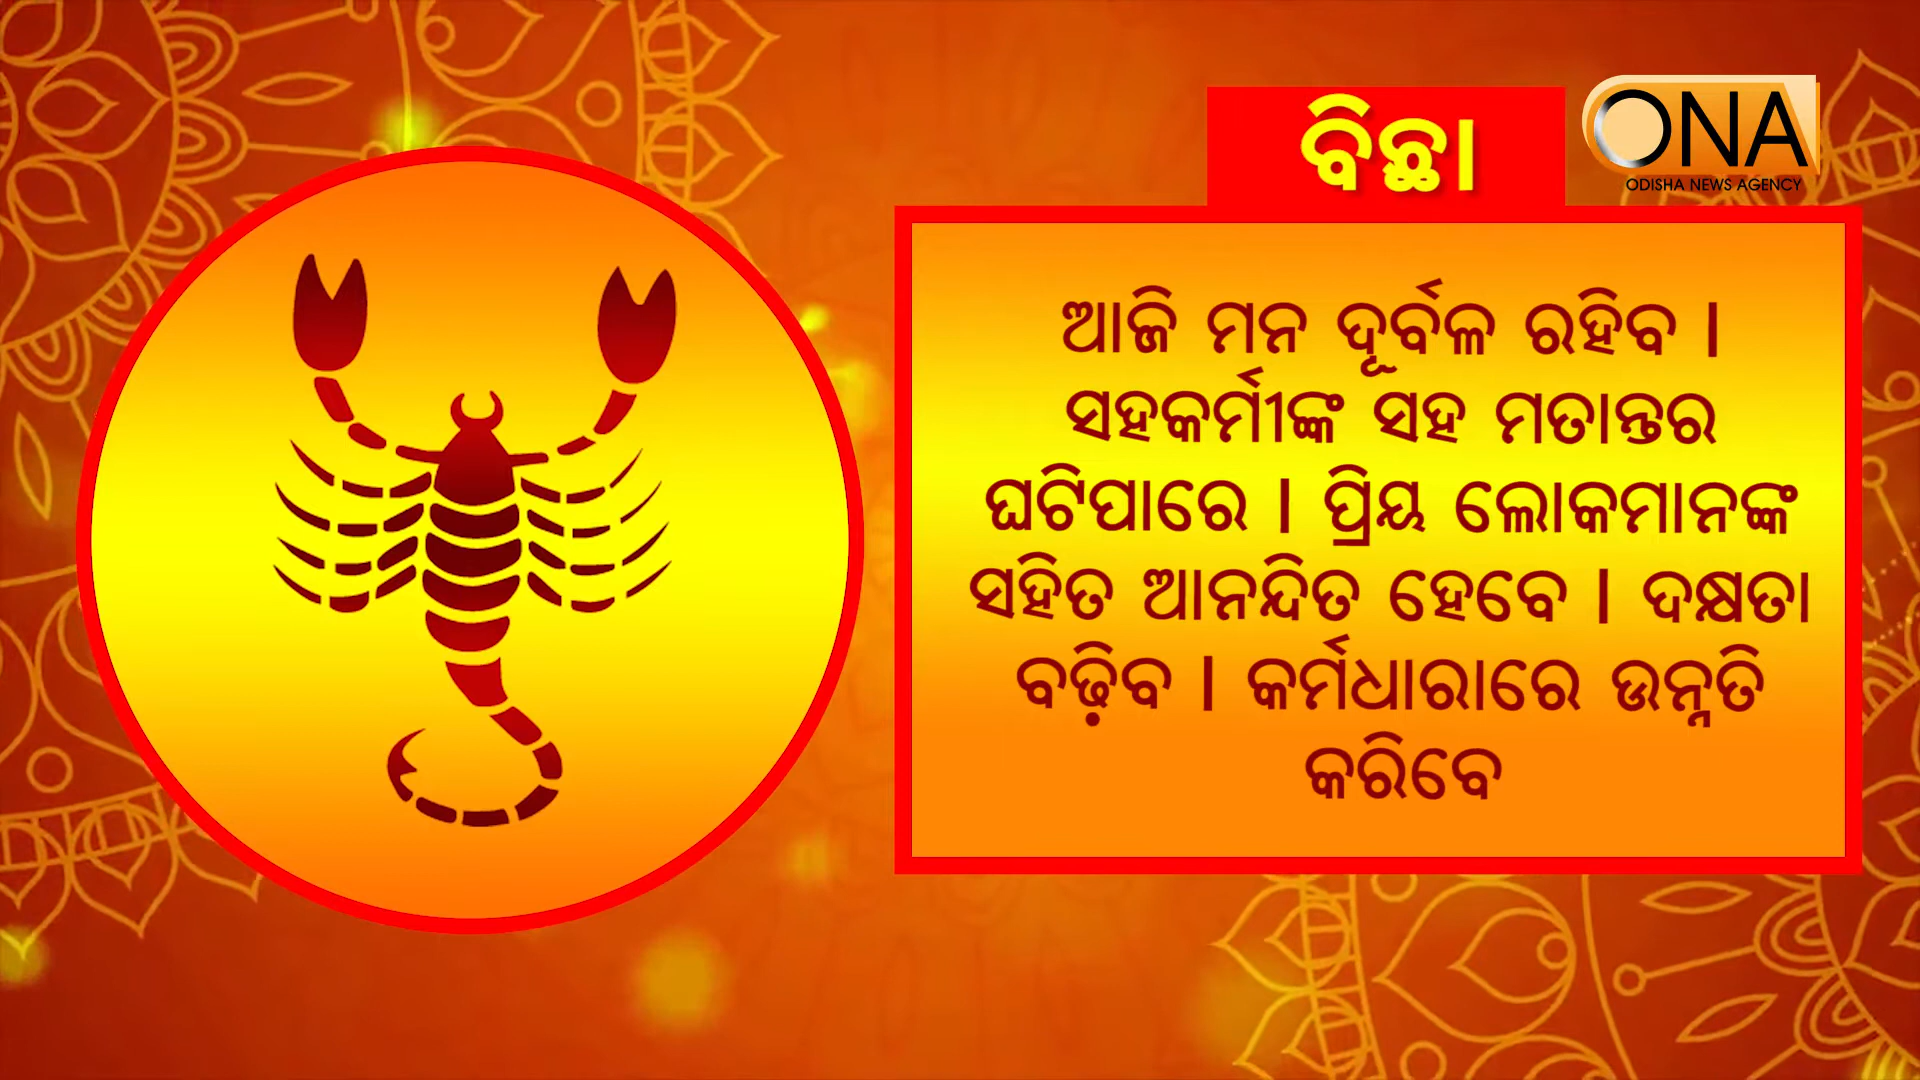 ବିଛା
ONA
ODISHA NEWS AGENCY
ଆଜି ମନ ଦୂର୍ବଳ ରହିବ ।
ସହକର୍ମୀଙ୍କ ସହ ମତାନ୍ତର
ଘଟିପାରେ । ପ୍ରିୟ ଲୋକମାନଙ୍କ
ସହିତ ଆନନ୍ଦିତ ହେବେ । ଦକ୍ଷତା
ବଢ଼ିବ । କର୍ମଧାରାରେ ଉନ୍ନତି
କରିବେ